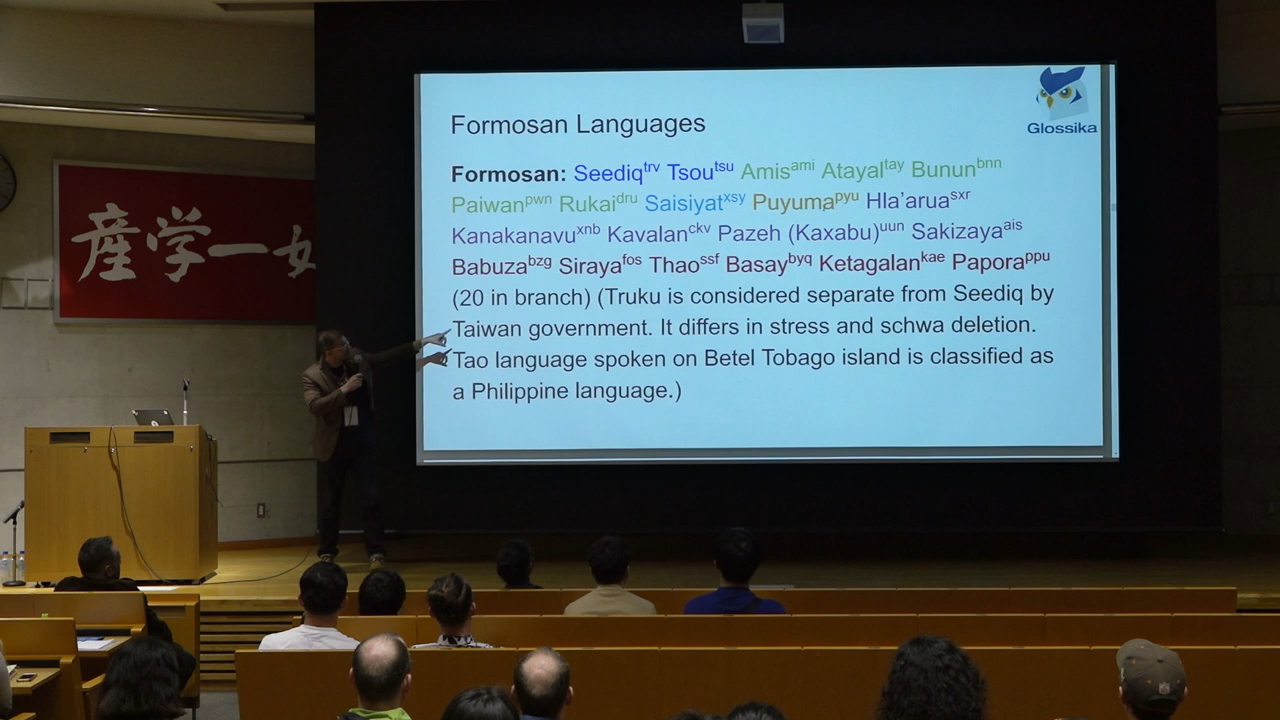 Glossika
Formosan Languages
Formosan: Seediqtrv Tsoutsu Amisami Atayaltay Bununbnn
Paiwanpwn Rukaidru Saisiyatxsy Puyumapyu Hla’aruasxr
Kanakanavuxnb Kavalanckv Pazeh (Kaxabu)uun Sakizayaais
Babuzabzg Sirayafos Thaossf Basaybyq Ketagalankae Paporappu
(20 in branch) (Truku is considered separate from Seediq by
Taiwan government. It differs in stress and schwa deletion.
Tao language spoken on Betel Tobago island is classified as
a Philippine language.)
産学一如